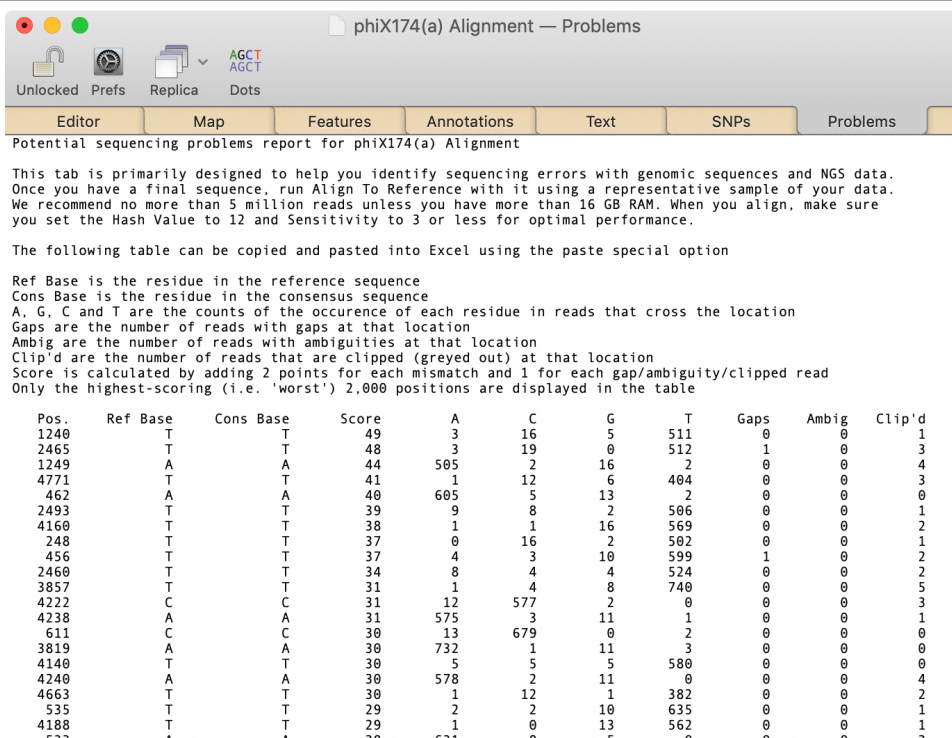 phiX174(a) Alignment — Problems
AGCT
AGCT
Unlocked Prefs Replica Dots
Editor Map Features Annotations Text SNPs Problems
Potential sequencing problems report for phiX174(a) Alignment
This tab is primarily designed to help you identify sequencing errors with genomic sequences and NGS data.
Once you have a final sequence, run Align To Reference with it using a representative sample of your data.
We recommend no more than 5 million reads unless you have more than 16 GB RAM. When you align, make sure
you set the Hash Value to 12 and Sensitivity to 3 or less for optimal performance.
The following table can be copied and pasted into Excel using the paste special option
Ref Base is the residue in the reference sequence
Cons Base is the residue in the consensus sequence
A, G, C and T are the counts of the occurence of each residue in reads that cross the location
Gaps are the number of reads with gaps at that location
Ambig are the number of reads with ambiguities at that location
Clip'd are the number of reads that are clipped (greyed out) at that location
Score is calculated by adding 2 points for each mismatch and 1 for each gap/ambiguity/clipped read
Only the highest-scoring (i.e. 'worst') 2,000 positions are displayed in the table
Pos. Ref Base Cons Base Score A C G T Gaps Ambig Clip'd
1240 T T 49 3 16 5 511 0 0 1
2465 T T 48 3 19 0 512 1 0 3
1249 A A 44 505 2 16 2 0 0 4
4771 T T 41 1 12 6 404 0 0 3
462 A A 40 605 5 13 2 0 0 0
2493 T T 39 9 8 2 506 0 0 1
4160 T T 38 1 1 16 569 0 0 2
248 T T 37 0 16 2 502 0 0 1
456 T T 37 4 3 10 599 1 0 2
2460 T T 34 8 4 4 524 0 0 2
3857 T T 31 1 4 8 740 0 0 5
4222 C C 31 12 577 2 0 0 0 3
4238 A A 31 575 3 11 1 0 0 1
611 C C 30 13 679 0 2 0 0 0
3819 A A 30 732 1 11 3 0 0 0
4140 T T 30 5 5 5 580 0 0 0
4240 A A 30 578 2 11 0 0 0 4
4663 T T 30 1 12 1 382 0 0 2
535 T T 29 2 2 10 635 0 0 1
4188 T T 29 1 0 13 562 0 0 1